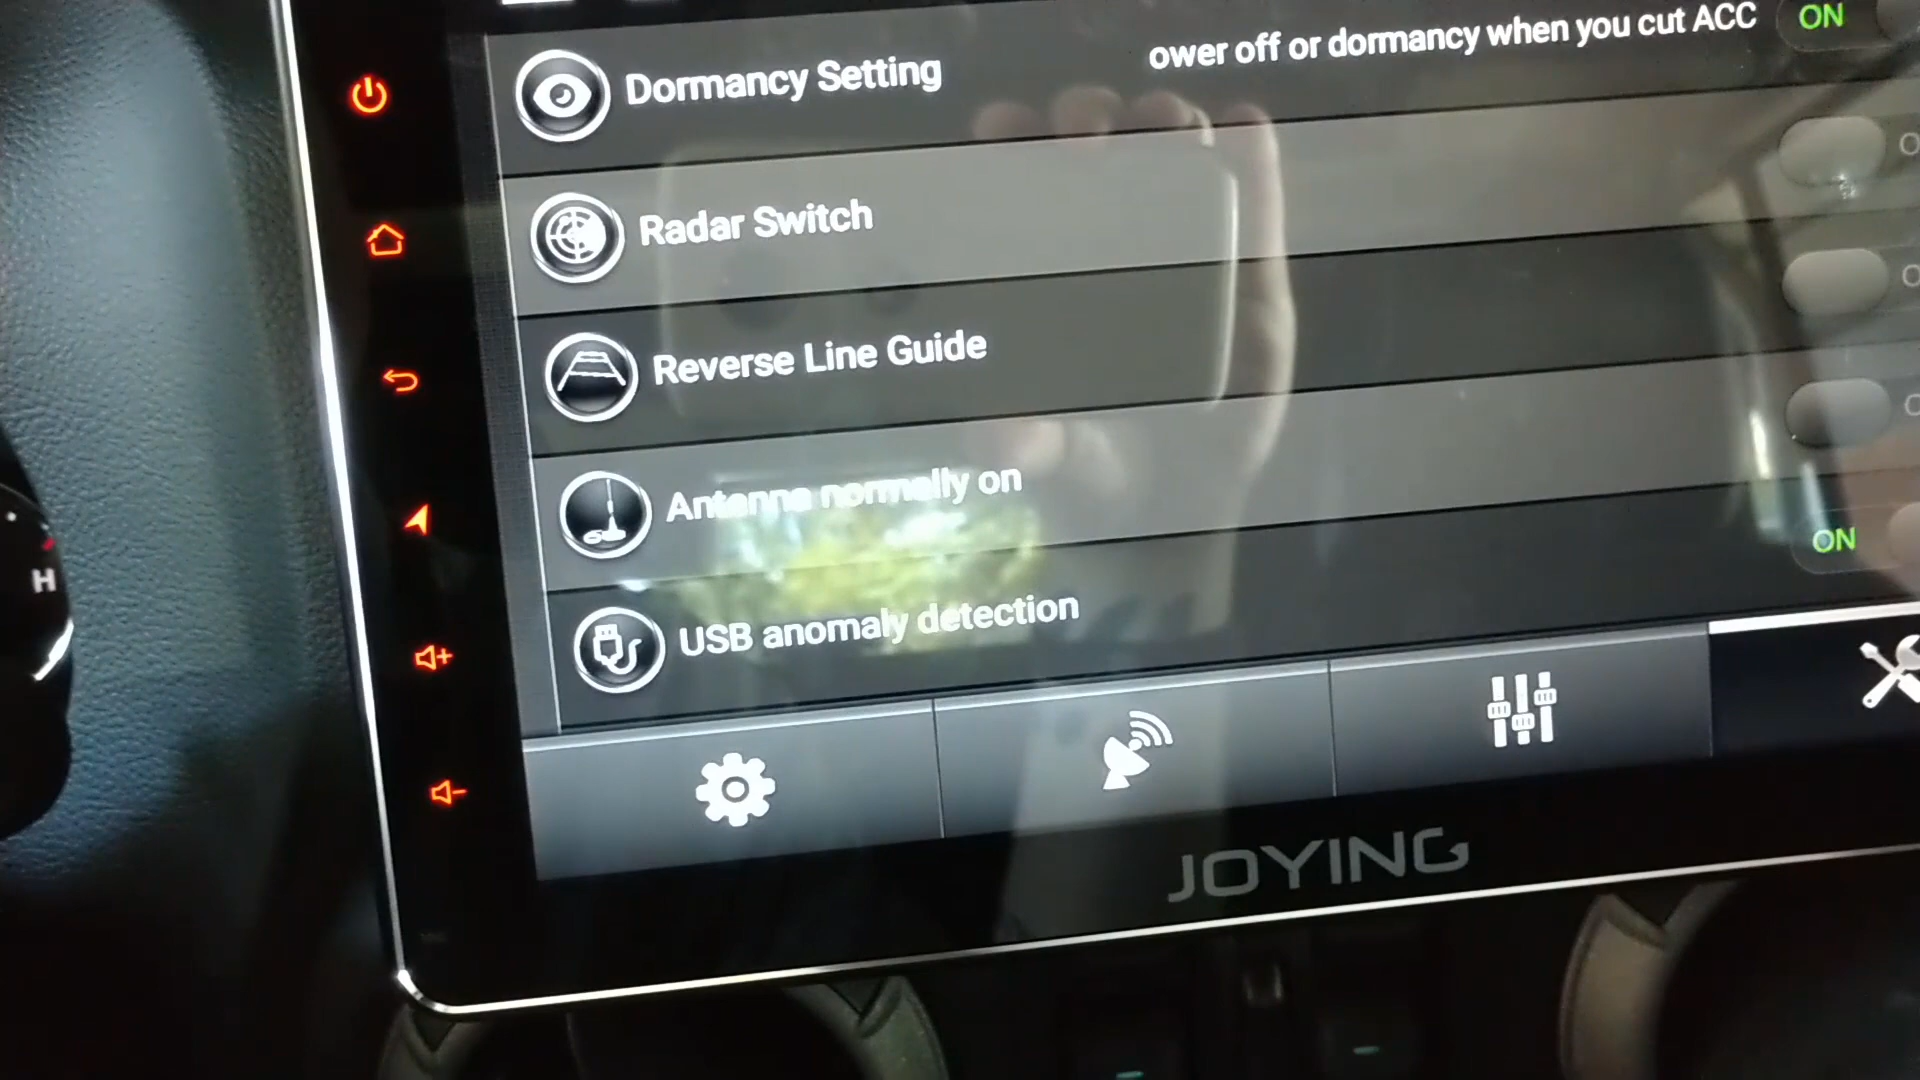 Dormancy Setting
ower off or dormancy when you cut ACC
ON
Radar Switch
Reverse Line Guide
Antenna normally on
ON
USB anomaly detection
JOYING
H